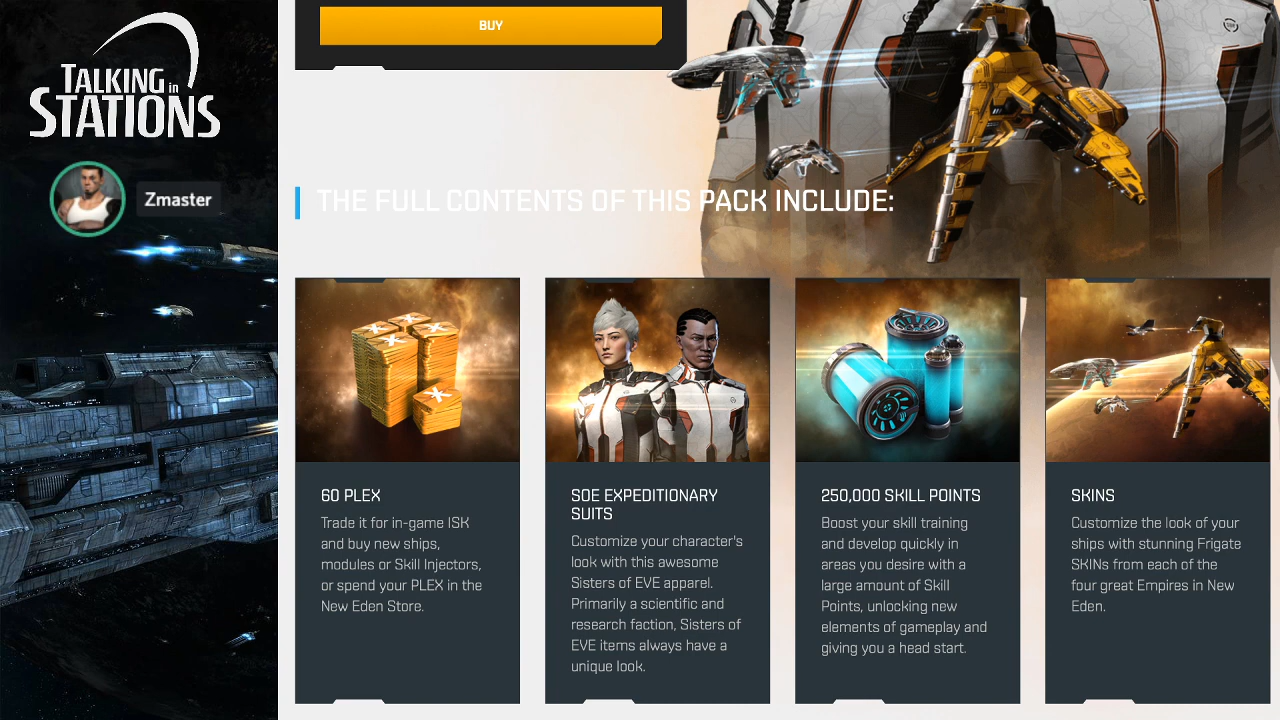 TALKING in
STATIONS
Zmaster
BUY
THE FULL CONTENTS OF THIS PACK INCLUDE:
60 PLEX
Trade it for in-game ISK
and buy new ships,
modules or Skill Injectors,
or spend your PLEX in the
New Eden Store.
SOE EXPEDITIONARY
SUITS
Customize your character's
look with this awesome
Sisters of EVE apparel.
Primarily a scientific and
research faction, Sisters of
EVE items always have a
unique look.
250,000 SKILL POINTS
Boost your skill training
and develop quickly in
areas you desire with a
large amount of Skill
Points, unlocking new
elements of gameplay and
giving you a head start.
SKINS
Customize the look of your
ships with stunning Frigate
SKINs from each of the
four great Empires in New
Eden.